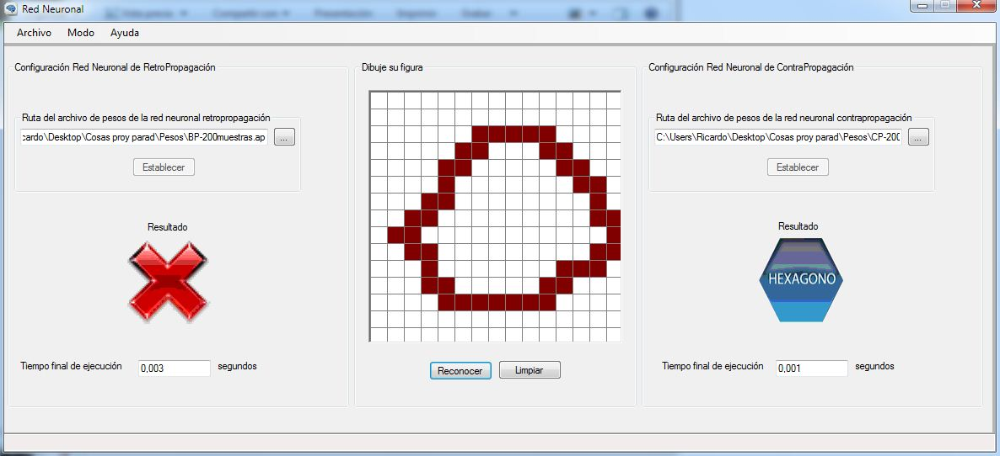 Red Neuronal
Archivo Modo Ayuda
Configuración Red Neuronal de RetroPropagación
Ruta del archivo de pesos de la red neuronal retropropagación
cardo\Desktop\Cosas proy parad\Pesos\BP-200muestras.ap
...
Establecer
Resultado
Tiempo final de ejecución 0,003 segundos
Dibuje su figura
Reconocer Limpiar
Configuración Red Neuronal de ContraPropagación
Ruta del archivo de pesos de la red neuronal contrapropagación
C:\Users\Ricardo\Desktop\Cosas proy parad\Pesos\CP-200
...
Establecer
Resultado
HEXAGONO
Tiempo final de ejecución 0,001 segundos